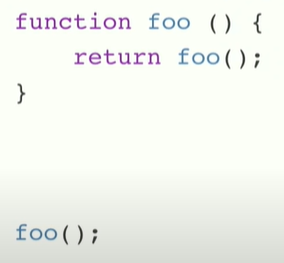 function foo () {
    return foo();
}
foo();